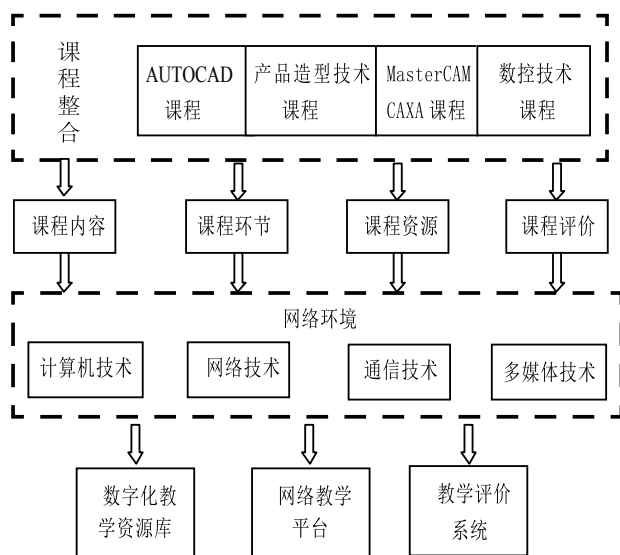 课程整合
AUTOCAD
课程
产品造型技术
课程
MasterCAM
CAXA 课程
数控技术
课程
课程内容
课程环节
课程资源
课程评价
网络环境
计算机技术
网络技术
通信技术
多媒体技术
数字化教
学资源库
网络教学
平台
教学评价
系统